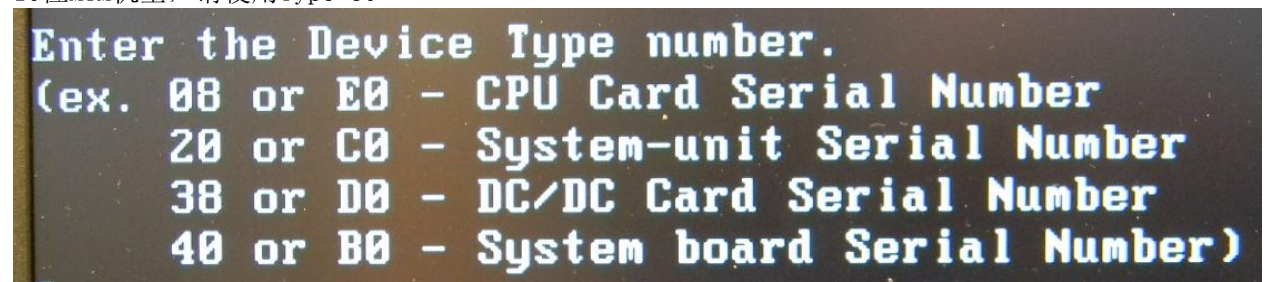 Enter the Device Type number.
(ex. 08 or E0 - CPU Card Serial Number
20 or C0 - System-unit Serial Number
38 or D0 - DC/DC Card Serial Number
40 or B0 - System board Serial Number)